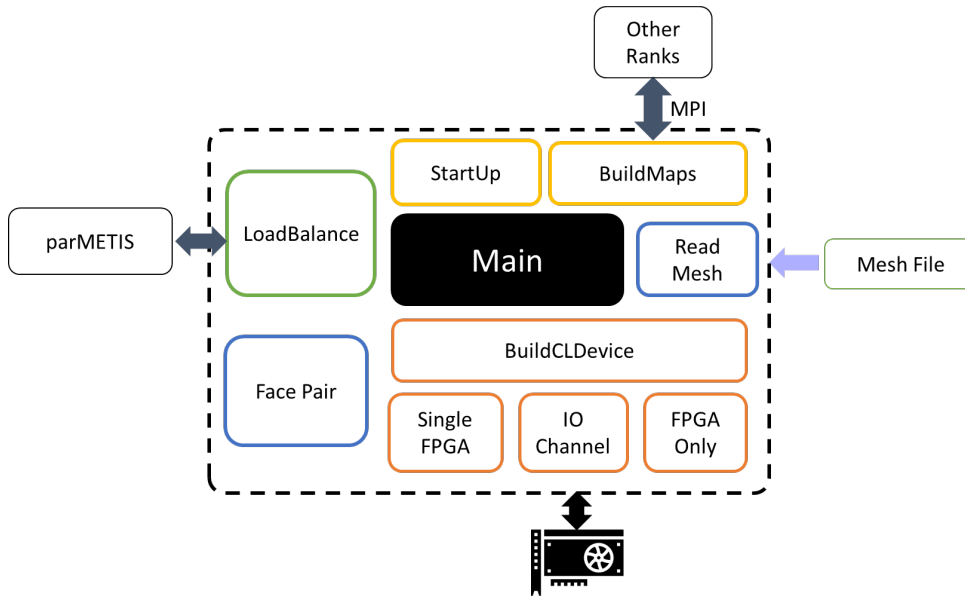 Other
Ranks
MPI
StartUp
BuildMaps
LoadBalance
parMETIS
Main
Read
Mesh
Mesh File
BuildCLDevice
Face Pair
Single
FPGA
IO
Channel
FPGA
Only